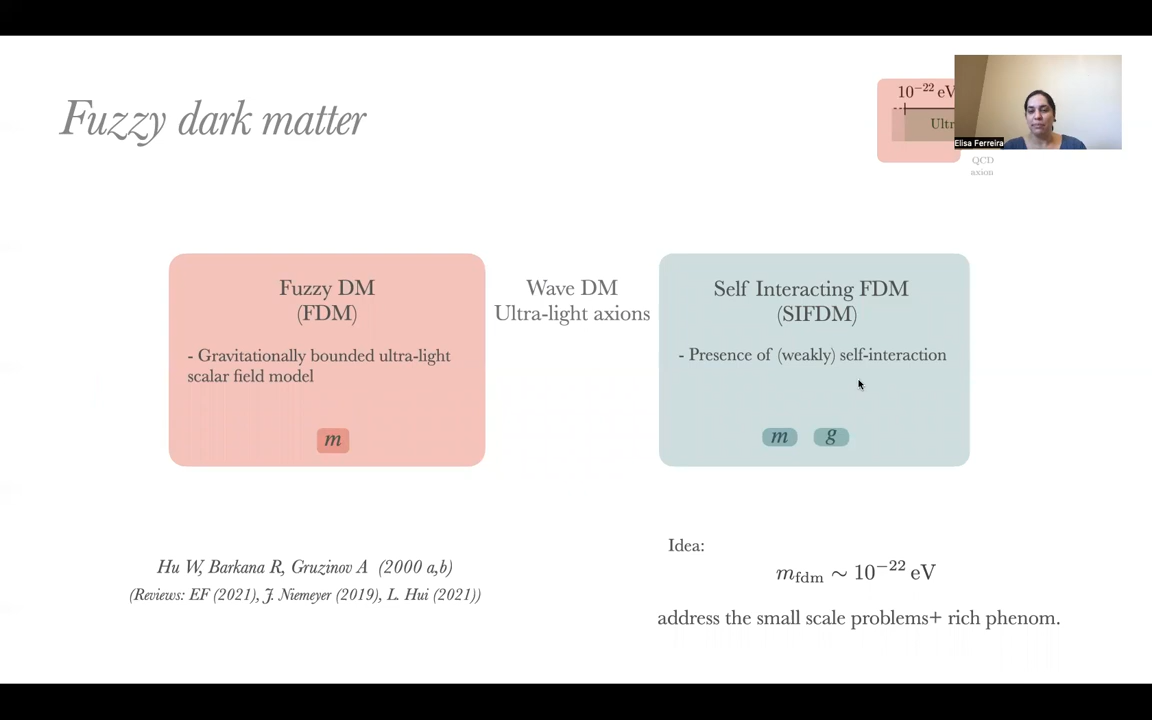 Fuzzy dark matter
10⁻²² eV
Elisa Ferreira
QCD
axion
Fuzzy DM
(FDM)
- Gravitationally bounded ultra-light
scalar field model
m
Wave DM
Ultra-light axions
Self Interacting FDM
(SIFDM)
- Presence of (weakly) self-interaction
m g
Hu W, Barkana R, Gruzinov A (2000 a,b)
(Reviews: EF (2021), J. Niemeyer (2019), L. Hui (2021))
Idea:
m_fdm ∼ 10⁻²² eV
address the small scale problems+ rich phenom.